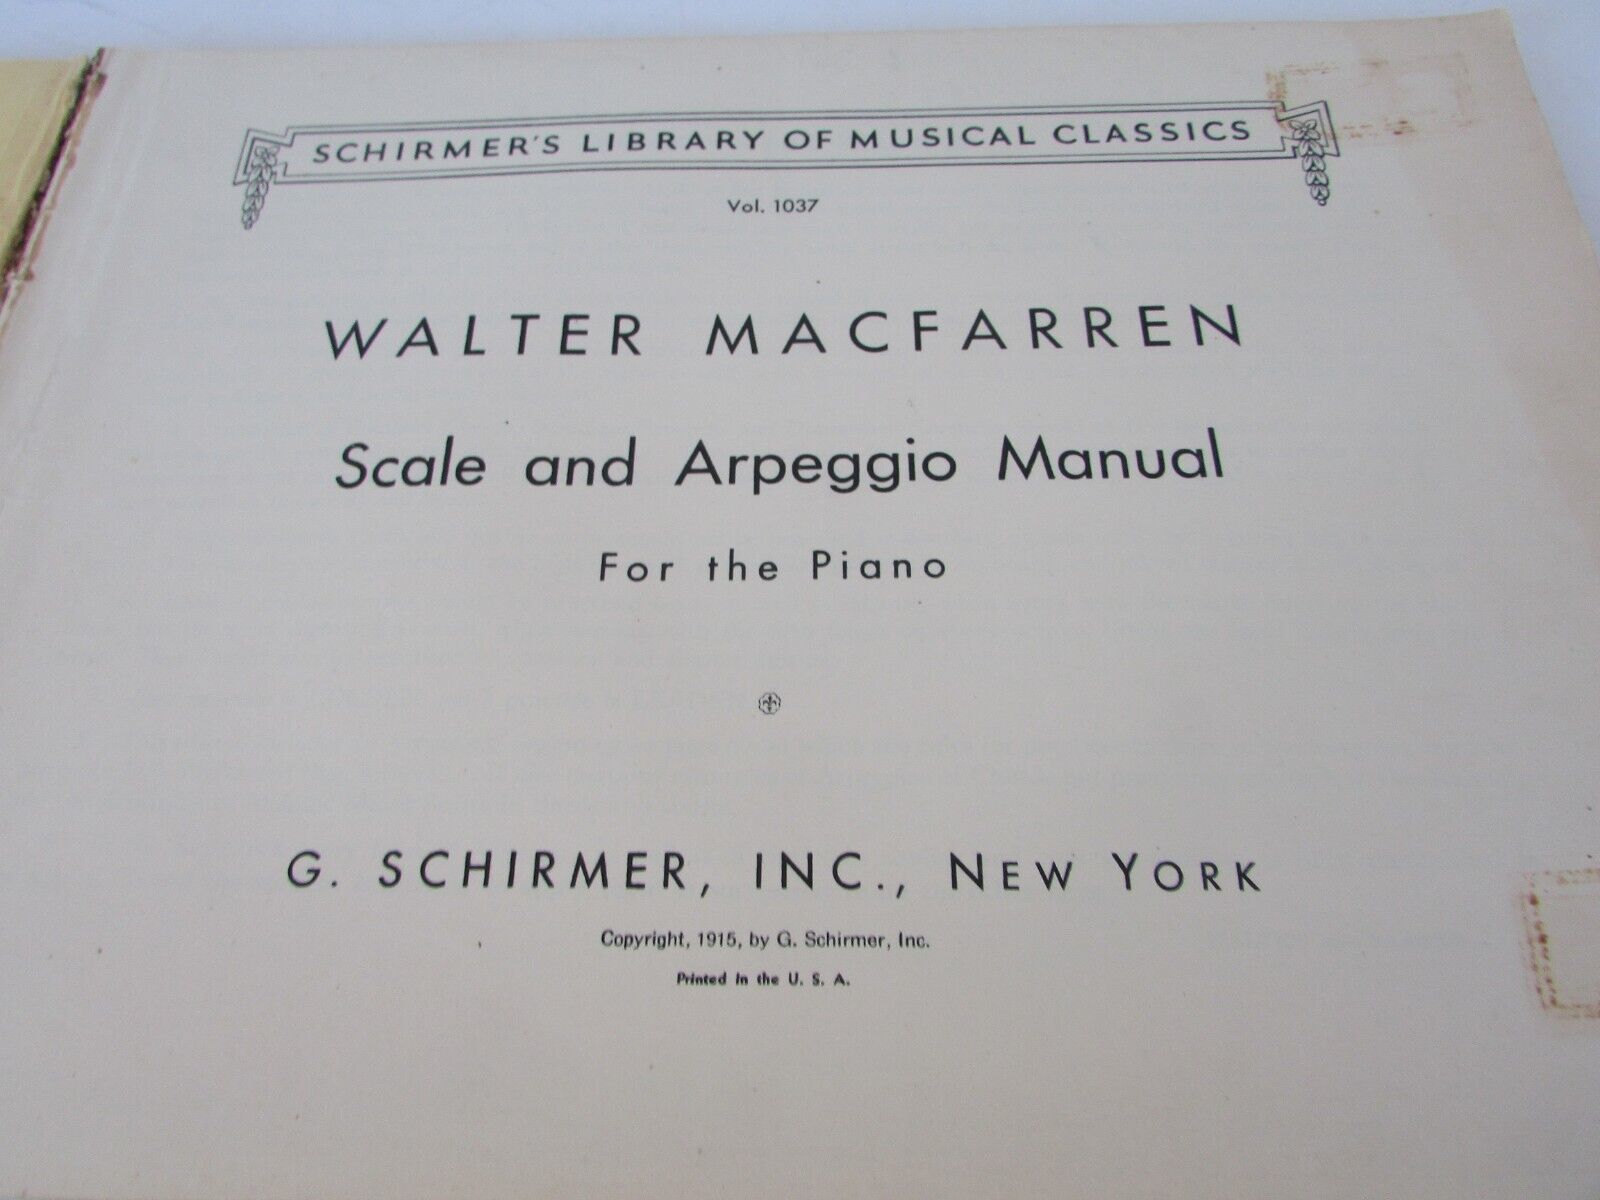 SCHIRMER'S LIBRARY OF MUSICAL CLASSICS
Vol. 1037
WALTER MACFARREN
Scale and Arpeggio Manual
For the Piano
G. SCHIRMER, INC., NEW YORK
Copyright, 1915, by G. Schirmer, Inc.
Printed in the U. S. A.